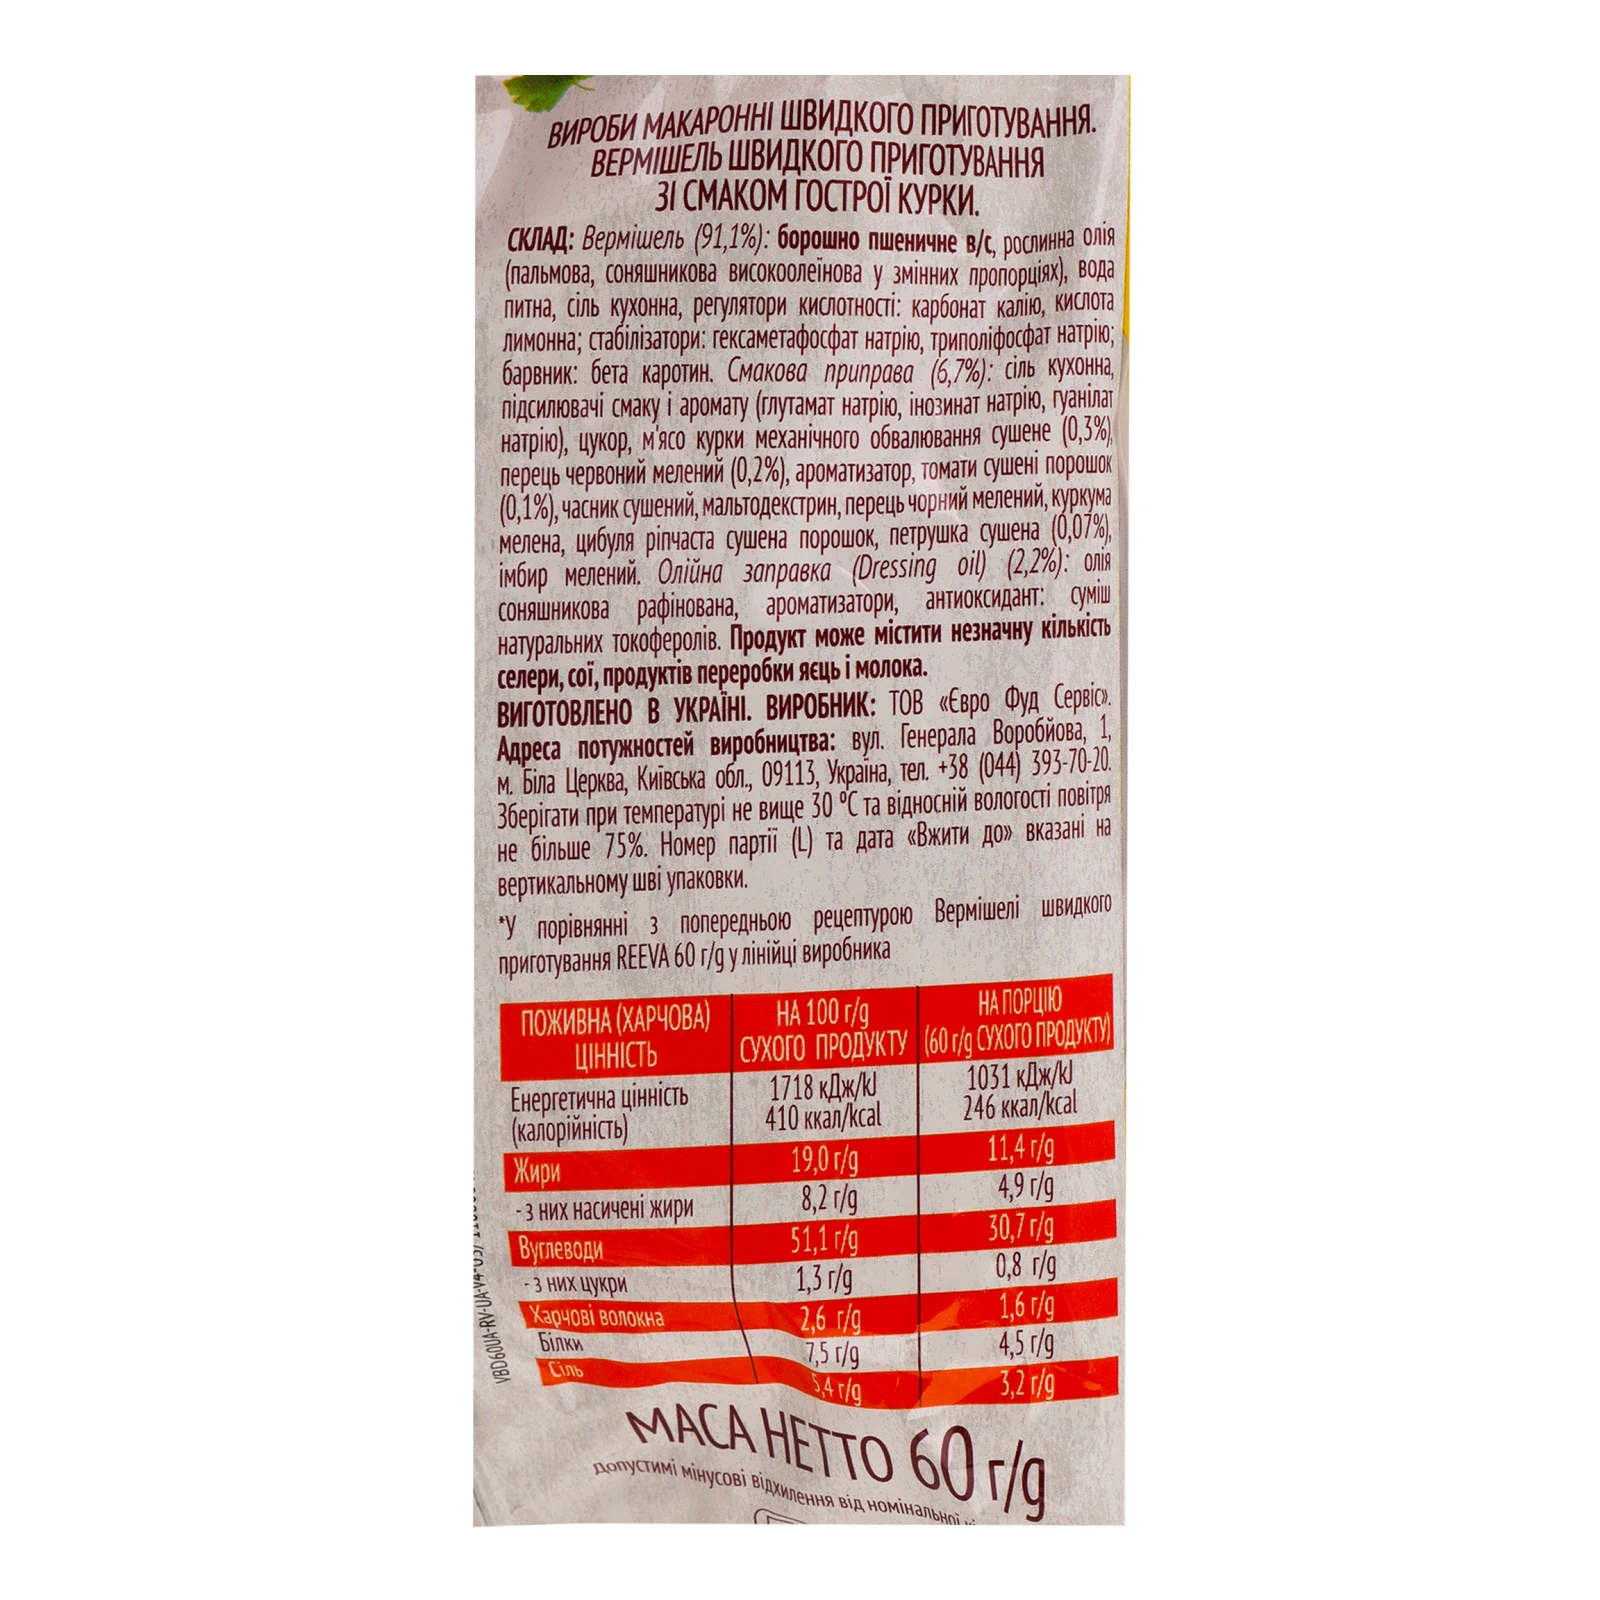 ВИРОБИ МАКАРОННІ ШВИДКОГО ПРИГОТУВАННЯ.
ВЕРМІШЕЛЬ ШВИДКОГО ПРИГОТУВАННЯ
ЗІ СМАКОМ ГОСТРОЇ КУРКИ.
СКЛАД: Вермішель (91,1%): борошно пшеничне в/с, рослинна олія
(пальмова, соняшникова високоолеїнова у змінних пропорціях), вода
питна, сіль кухонна, регулятори кислотності: карбонат калію, кислота
лимонна; стабілізатори: гексаметафосфат натрію, триполіфосфат натрію;
барвник: бета каротин. Смакова приправа (6,7%): сіль кухонна,
підсилювачі смаку і аромату (глутамат натрію, інозинат натрію, гуанілат
натрію), цукор, м'ясо курки механічного обвалювання сушене (0,3%),
перець червоний мелений (0,2%), ароматизатор, томати сушені порошок
(0,1%), часник сушений, мальтодекстрин, перець чорний мелений, куркума
мелена, цибуля ріпчаста сушена порошок, петрушка сушена (0,07%),
імбир мелений. Олійна заправка (Dressing oil) (2,2%): олія
соняшникова рафінована, ароматизатори, антиоксидант: суміш
натуральних токоферолів. Продукт може містити незначну кількість
селери, сої, продуктів переробки яєць і молока.
ВИГОТОВЛЕНО В УКРАЇНІ. ВИРОБНИК: ТОВ «Євро Фуд Сервіс».
Адреса потужностей виробництва: вул. Генерала Воробйова, 1,
м. Біла Церква, Київська обл., 09113, Україна, тел. +38 (044) 393-70-20.
Зберігати при температурі не вище 30 °C та відносній вологості повітря
не більше 75%. Номер партії (L) та дата «Вжити до» вказані на
вертикальному шві упаковки.
*У порівнянні з попередньою рецептурою Вермішелі швидкого
приготування REEVA 60 г/g у лінійці виробника
ПОЖИВНА (ХАРЧОВА) ЦІННІСТЬ НА 100 г/g СУХОГО ПРОДУКТУ НА ПОРЦІЮ (60 г/g СУХОГО ПРОДУКТУ)
Енергетична цінність (калорійність) 1718 кДж/kJ 410 ккал/kcal 1031 кДж/kJ 246 ккал/kcal
Жири 19,0 г/g 11,4 г/g
- з них насичені жири 8,2 г/g 4,9 г/g
Вуглеводи 51,1 г/g 30,7 г/g
- з них цукри 1,3 г/g 0,8 г/g
Харчові волокна 2,6 г/g 1,6 г/g
Білки 7,5 г/g 4,5 г/g
Сіль 5,4 г/g 3,2 г/g
МАСА НЕТТО 60 г/g
допустимі мінусові відхилення від номінальної
VBD60UA-RV-UA-V4-03/